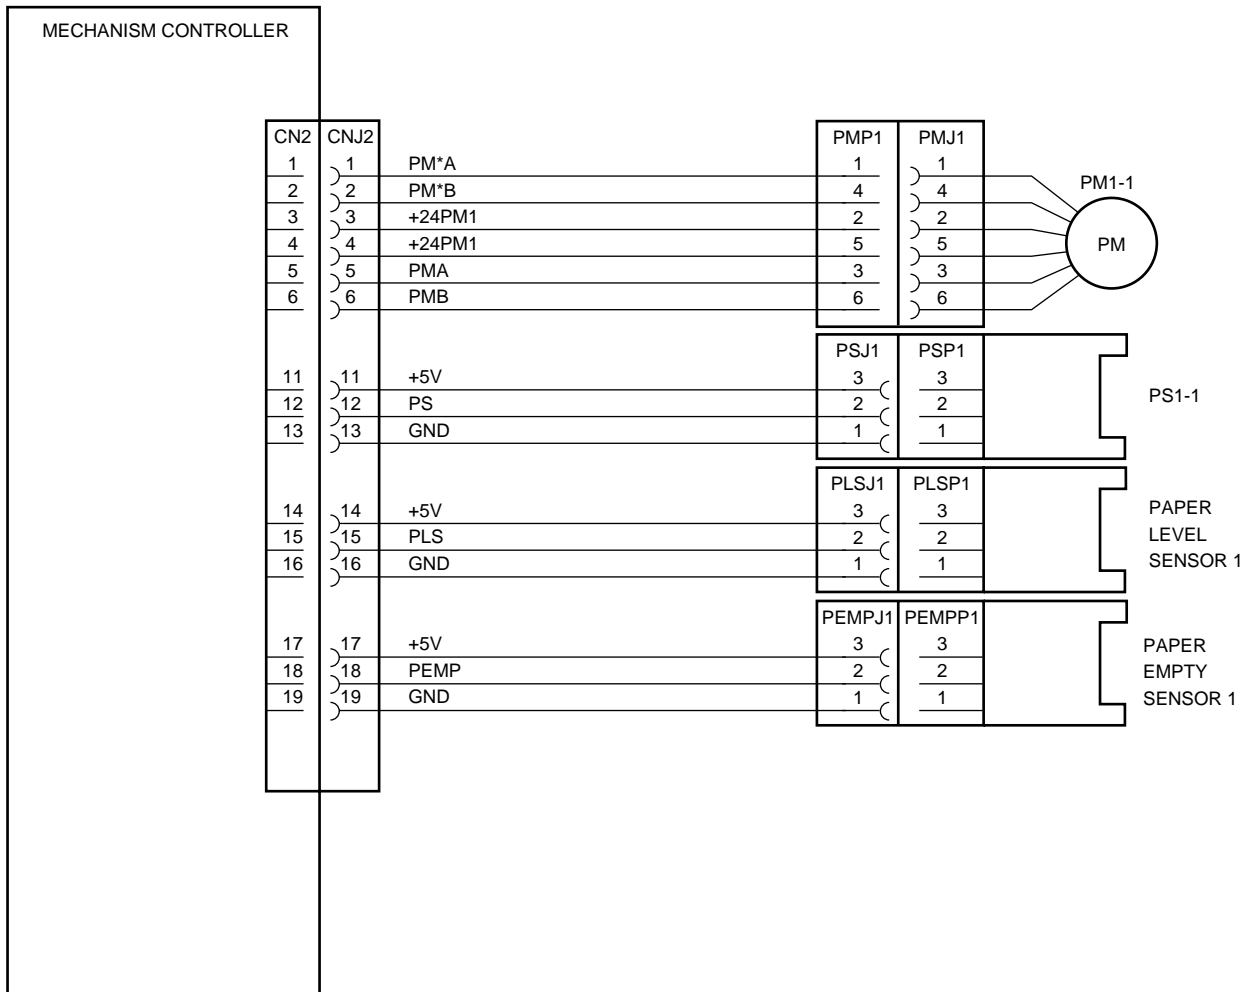 MECHANISM CONTROLLER
CN2 CNJ2 PMP1 PMJ1
1 1 PM*A 1 1
PM1-1
2 2 PM*B 4 4
3 3 +24PM1 2 2
4 4 +24PM1 5 5 PM
5 5 PMA 3 3
6 6 PMB 6 6
PSJ1 PSP1
11 11 +5V 3 3
PS1-1
12 12 PS 2 2
13 13 GND 1 1
PLSJ1 PLSP1
14 14 +5V 3 3 PAPER
15 15 PLS 2 2 LEVEL
16 16 GND 1 1 SENSOR 1
PEMPJ1 PEMPP1
17 17 +5V 3 3 PAPER
18 18 PEMP 2 2 EMPTY
19 19 GND 1 1 SENSOR 1